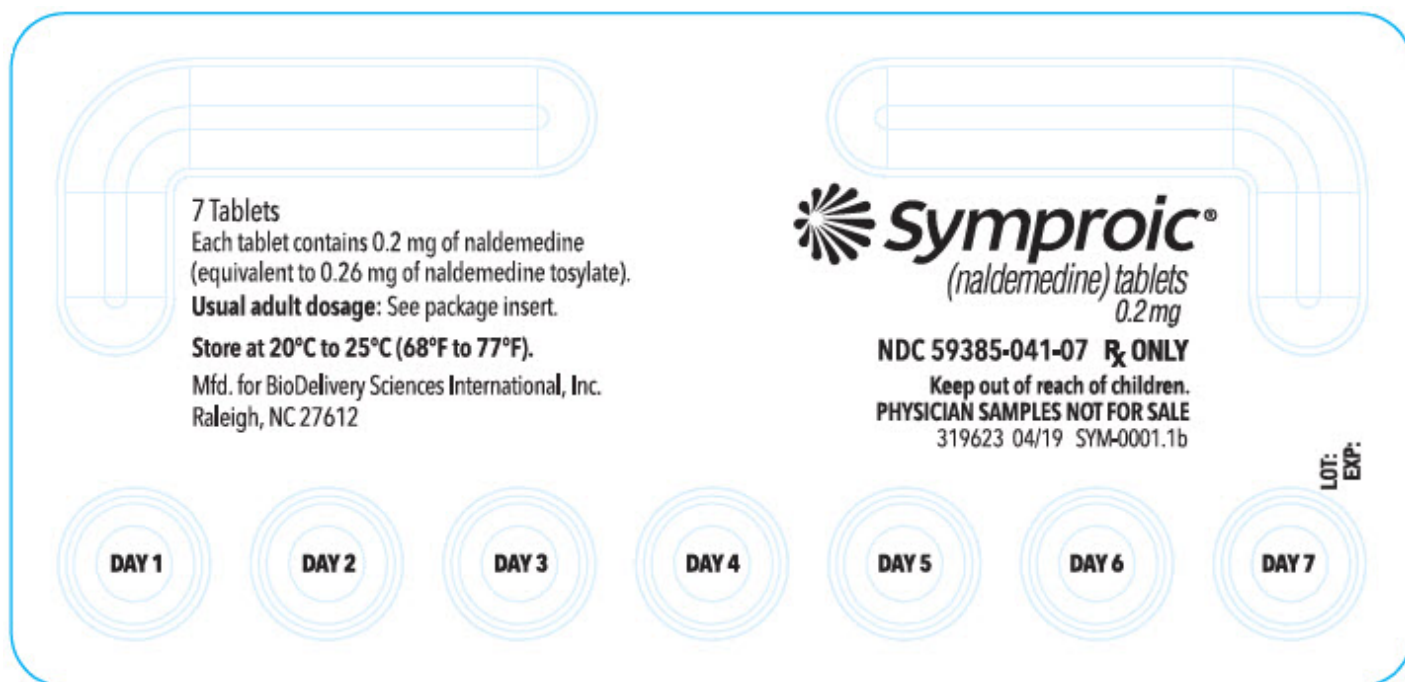 7 Tablets
Each tablet contains 0.2 mg of naldemedine
(equivalent to 0.26 mg of naldemedine tosylate).
Usual adult dosage: See package insert.
Store at 20°C to 25°C (68°F to 77°F).
Mfd. for BioDelivery Sciences International, Inc.
Raleigh, NC 27612
Symproic®
(naldemedine) tablets
0.2 mg
NDC 59385-041-07 ℞ ONLY
Keep out of reach of children.
PHYSICIAN SAMPLES NOT FOR SALE
319623 04/19 SYM-0001.1b
LOT:
EXP:
DAY 1
DAY 2
DAY 3
DAY 4
DAY 5
DAY 6
DAY 7